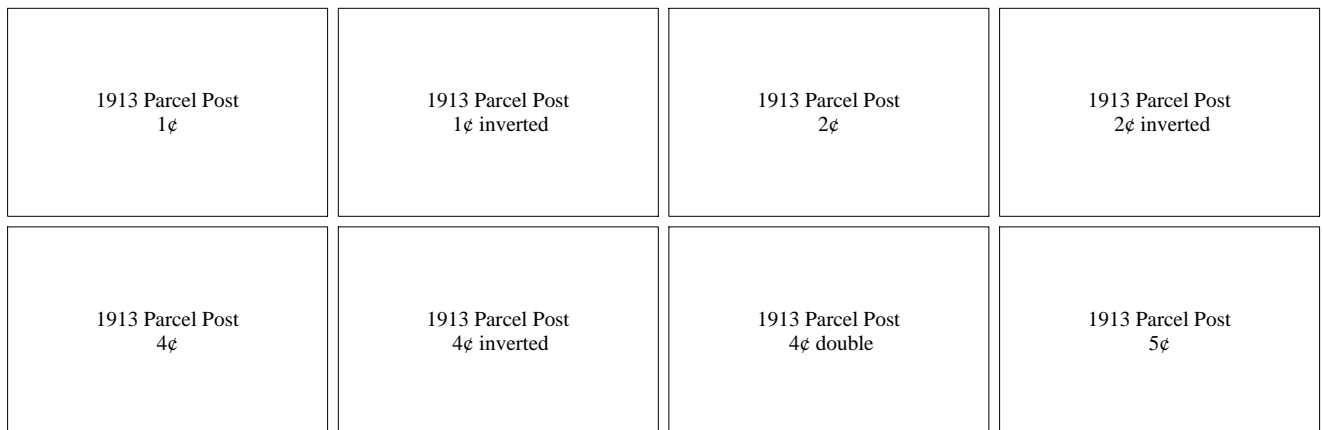 1913 Parcel Post
1¢
1913 Parcel Post
1¢ inverted
1913 Parcel Post
2¢
1913 Parcel Post
2¢ inverted
1913 Parcel Post
4¢
1913 Parcel Post
4¢ inverted
1913 Parcel Post
4¢ double
1913 Parcel Post
5¢